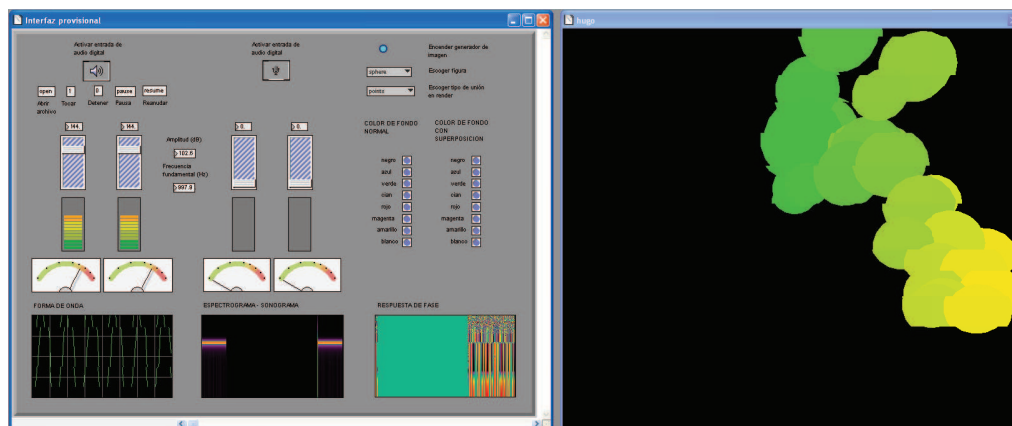 Interfaz provisional
hugo
Activar entrada de
audio digital
Activar entrada de
audio digital
Encender generador de
imagen
sphere
Escoger figura
points
Escoger tipo de unión
en render
open
1
0
pause
resume
Abrir
archivo
Tocar
Detener
Pausa
Reanudar
144.
144.
0.
0.
Amplitud (dB)
102.6
Frecuencia
fundamental (Hz)
997.9
COLOR DE FONDO
NORMAL
COLOR DE FONDO
CON
SUPERPOSICION
negro
azul
verde
cian
rojo
magenta
amarillo
blanco
negro
azul
verde
cian
rojo
magenta
amarillo
blanco
FORMA DE ONDA
ESPECTROGRAMA - SONOGRAMA
RESPUESTA DE FASE